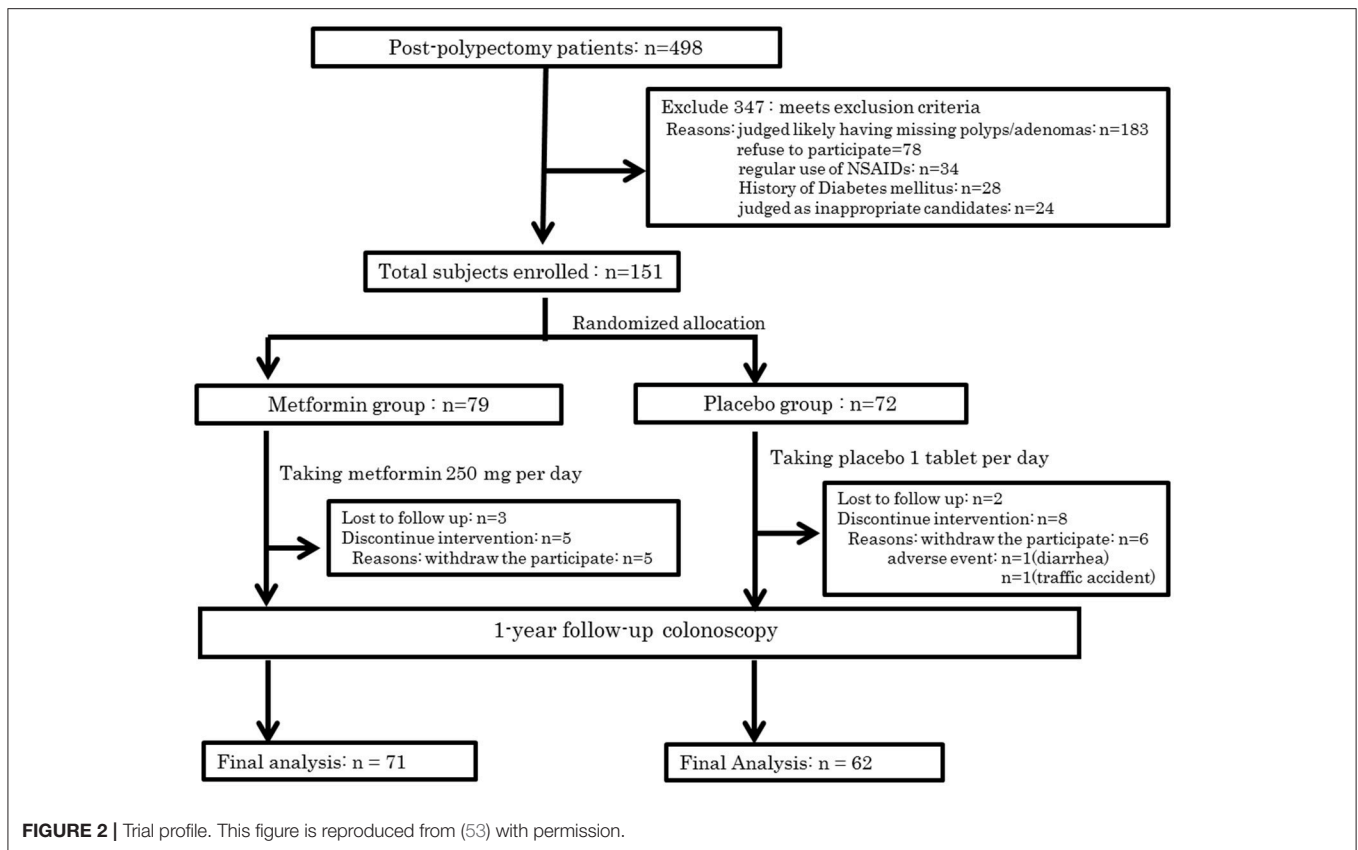 Post-polypectomy patients: n=498
Exclude 347 : meets exclusion criteria
Reasons: judged likely having missing polyps/adenomas: n=183
refuse to participate=78
regular use of NSAIDs: n=34
History of Diabetes mellitus: n=28
judged as inappropriate candidates: n=24
Total subjects enrolled : n=151
Randomized allocation
Metformin group : n=79
Placebo group : n=72
Taking metformin 250 mg per day
Taking placebo 1 tablet per day
Lost to follow up: n=3
Discontinue intervention: n=5
Reasons: withdraw the participate: n=5
Lost to follow up: n=2
Discontinue intervention: n=8
Reasons: withdraw the participate: n=6
adverse event: n=1(diarrhea)
n=1(traffic accident)
1-year follow-up colonoscopy
Final analysis: n = 71
Final Analysis: n = 62
FIGURE 2 | Trial profile. This figure is reproduced from (53) with permission.